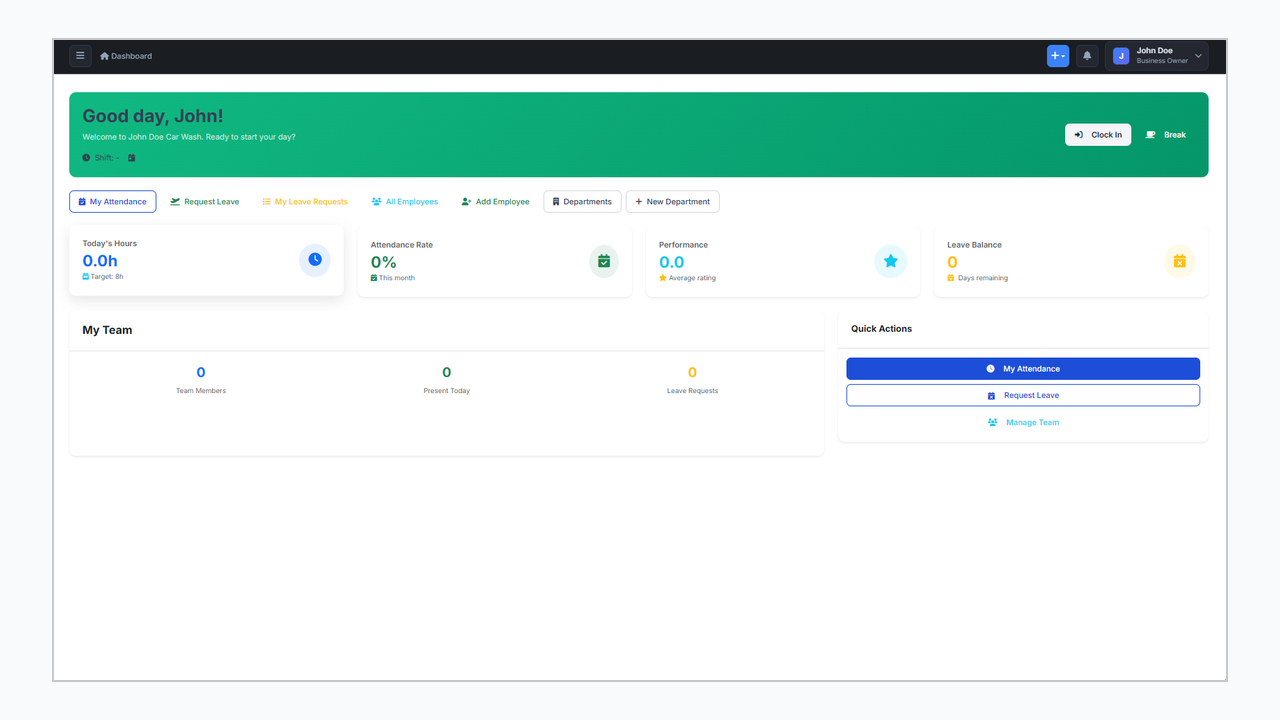 Dashboard
J
John Doe
Business Owner
Good day, John!
Welcome to John Doe Car Wash. Ready to start your day?
Shift: -
Clock In
Break
My Attendance
Request Leave
My Leave Requests
All Employees
Add Employee
Departments
New Department
Today's Hours
0.0h
Target: 8h
Attendance Rate
0%
This month
Performance
0.0
Average rating
Leave Balance
0
Days remaining
My Team
0
Team Members
0
Present Today
0
Leave Requests
Quick Actions
My Attendance
Request Leave
Manage Team